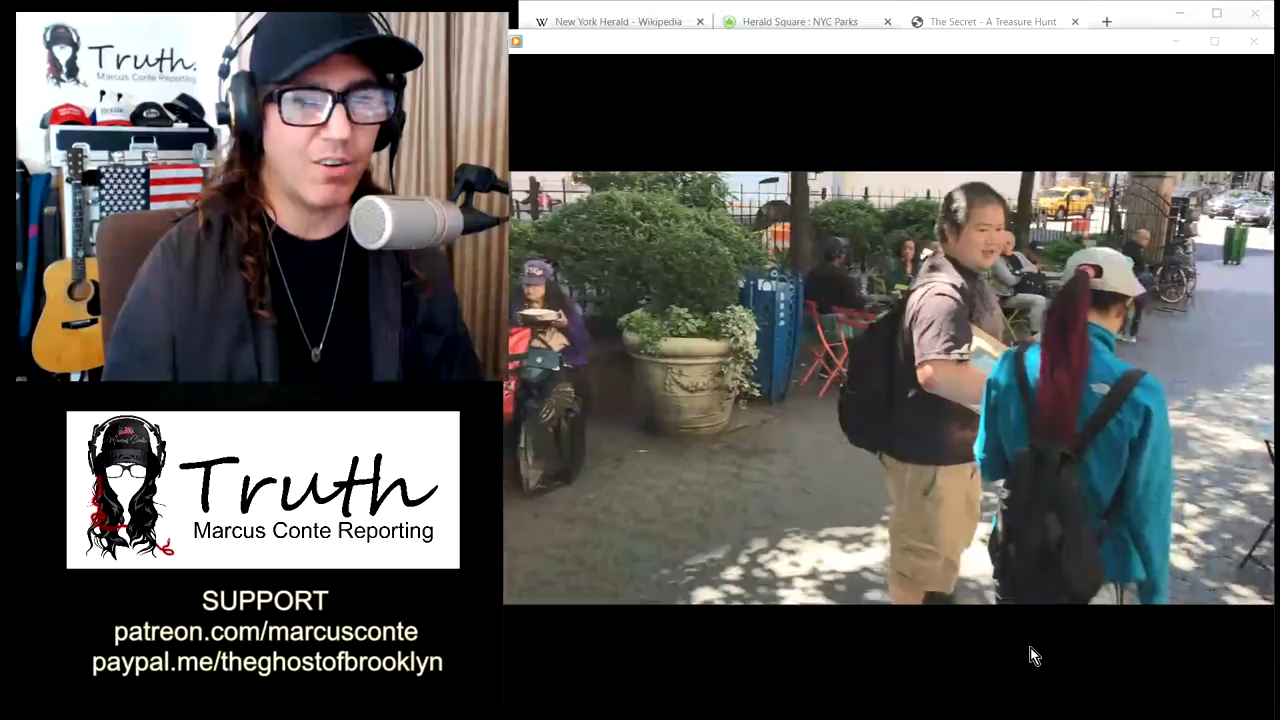 New York Herald - Wikipedia
Herald Square : NYC Parks
The Secret - A Treasure Hunt
Truth.
Marcus Conte Reporting
Truth
Marcus Conte Reporting
SUPPORT
patreon.com/marcusconte
paypal.me/theghostofbrooklyn